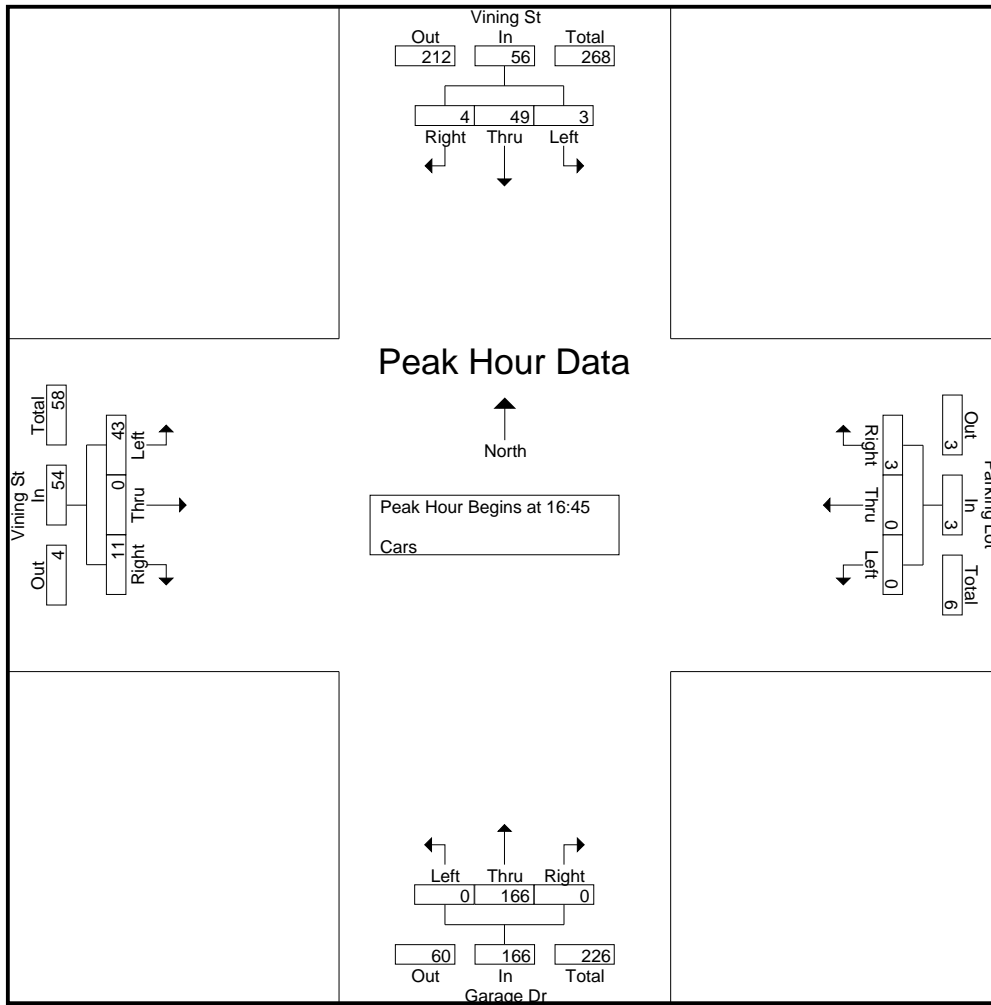 Vining St
Out In Total
212 56 268
4 49 3
Right Thru Left
Peak Hour Data
North
Peak Hour Begins at 16:45
Cars
Vining St
Total In Out
58 54 4
43 0 11
Left Thru Right
Parking Lot
Out In Total
3 3 6
3 0 0
Right Thru Left
Left Thru Right
0 166 0
60 166 226
Out In Total
Garage Dr